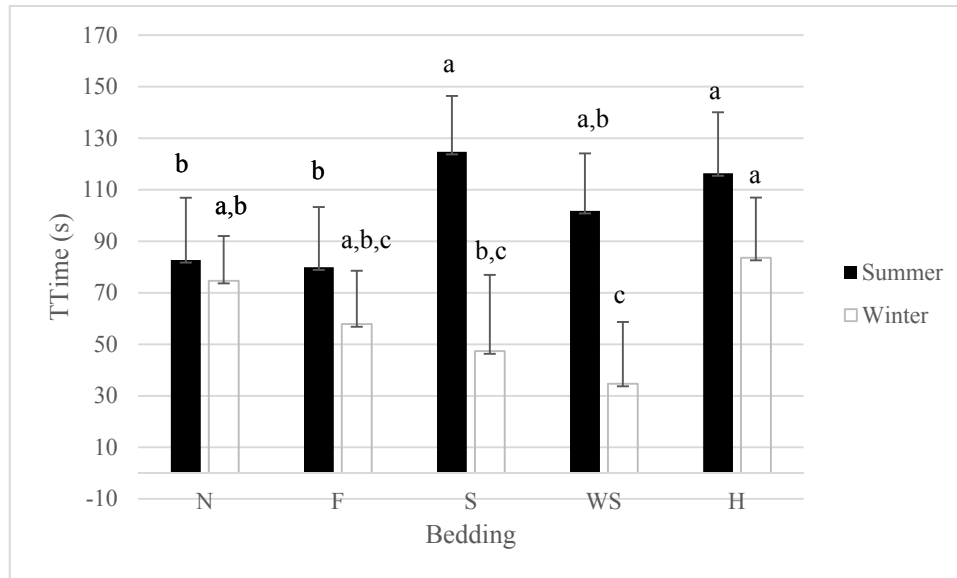 170
150
130
110
90
70
50
30
10
-10
TTime (s)
b
a,b
b
a,b,c
a
b,c
a,b
c
a
a
N F S WS H
Bedding
Summer
Winter